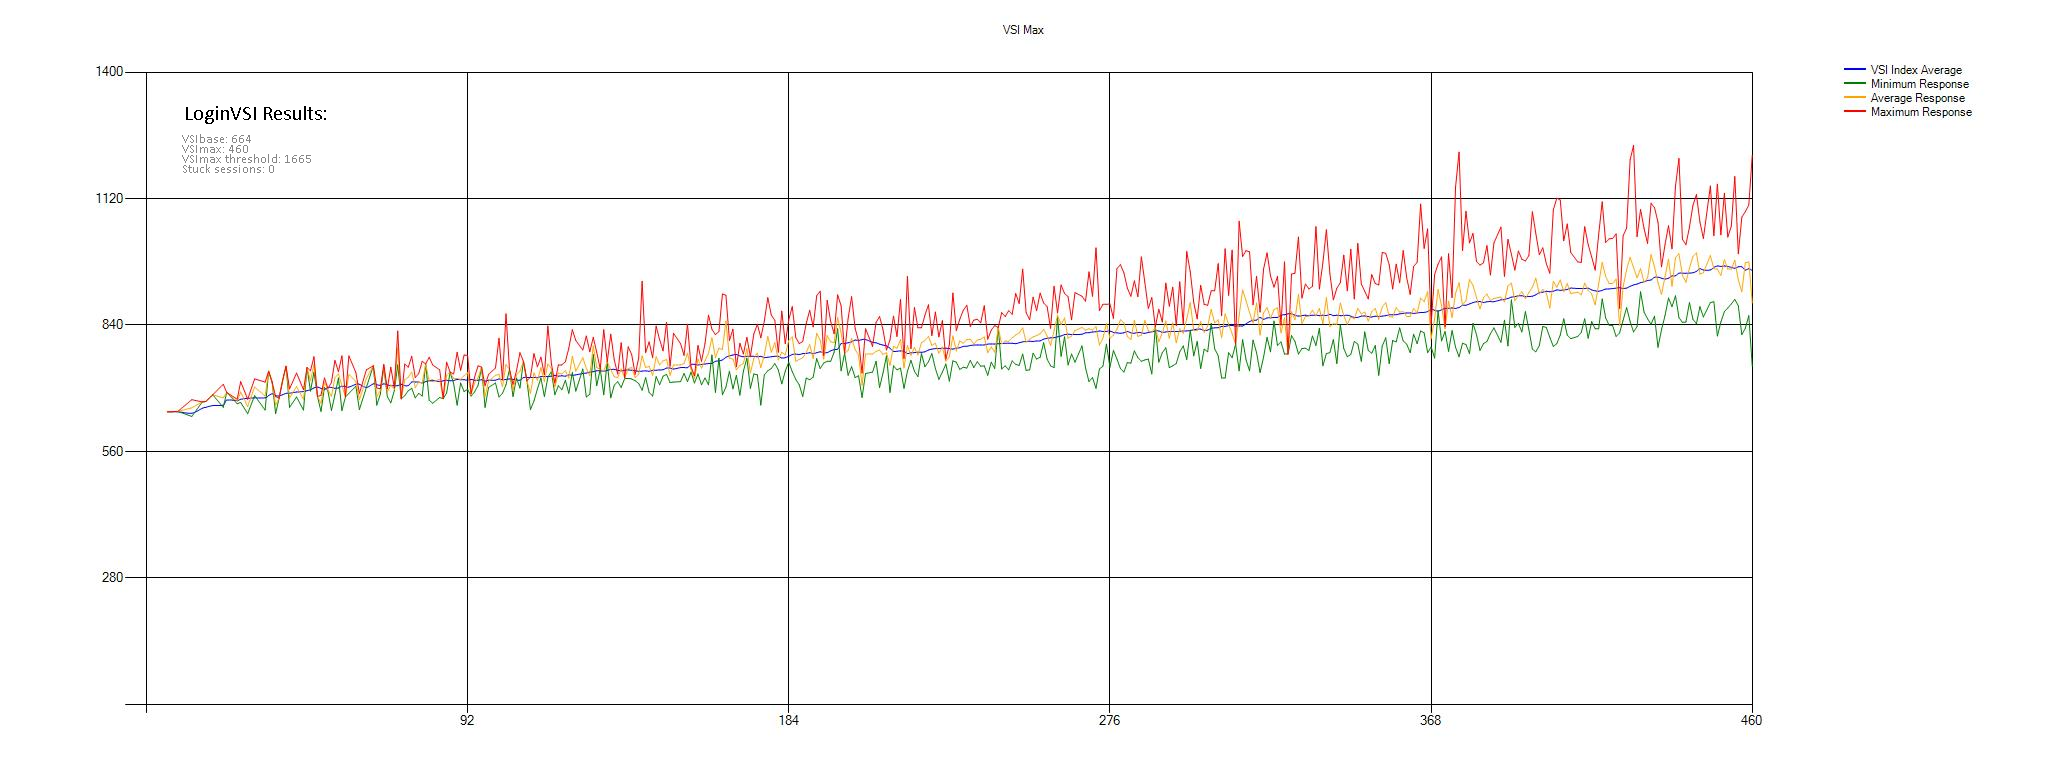 VSI Max
1400
1120
840
560
280
92
184
276
368
460
LoginVSI Results:
VSIbase: 664
VSImax: 460
VSImax threshold: 1665
Stuck sessions: 0
VSI Index Average
Minimum Response
Average Response
Maximum Response